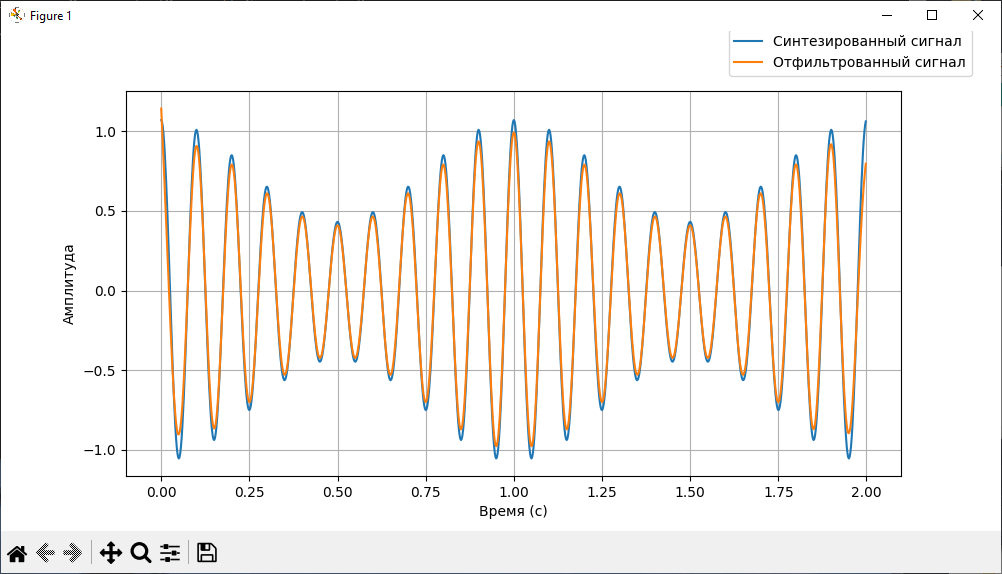 Figure 1
Синтезированный сигнал
Отфильтрованный сигнал
1.0
0.5
0.0
−0.5
−1.0
Амплитуда
0.00 0.25 0.50 0.75 1.00 1.25 1.50 1.75 2.00
Время (с)